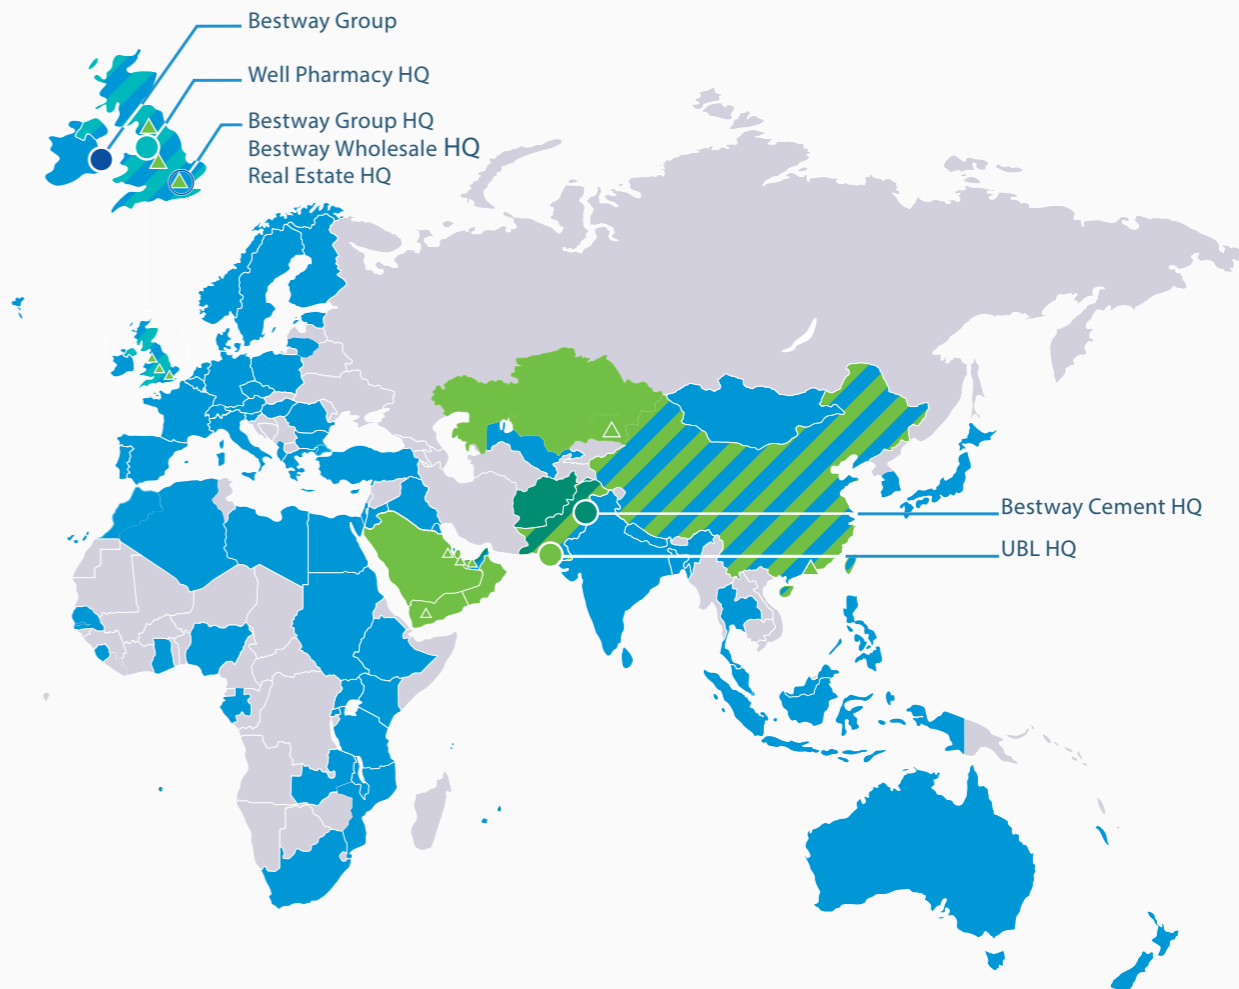 Bestway Group
Well Pharmacy HQ
Bestway Group HQ
Bestway Wholesale HQ
Real Estate HQ
Bestway Cement HQ
UBL HQ